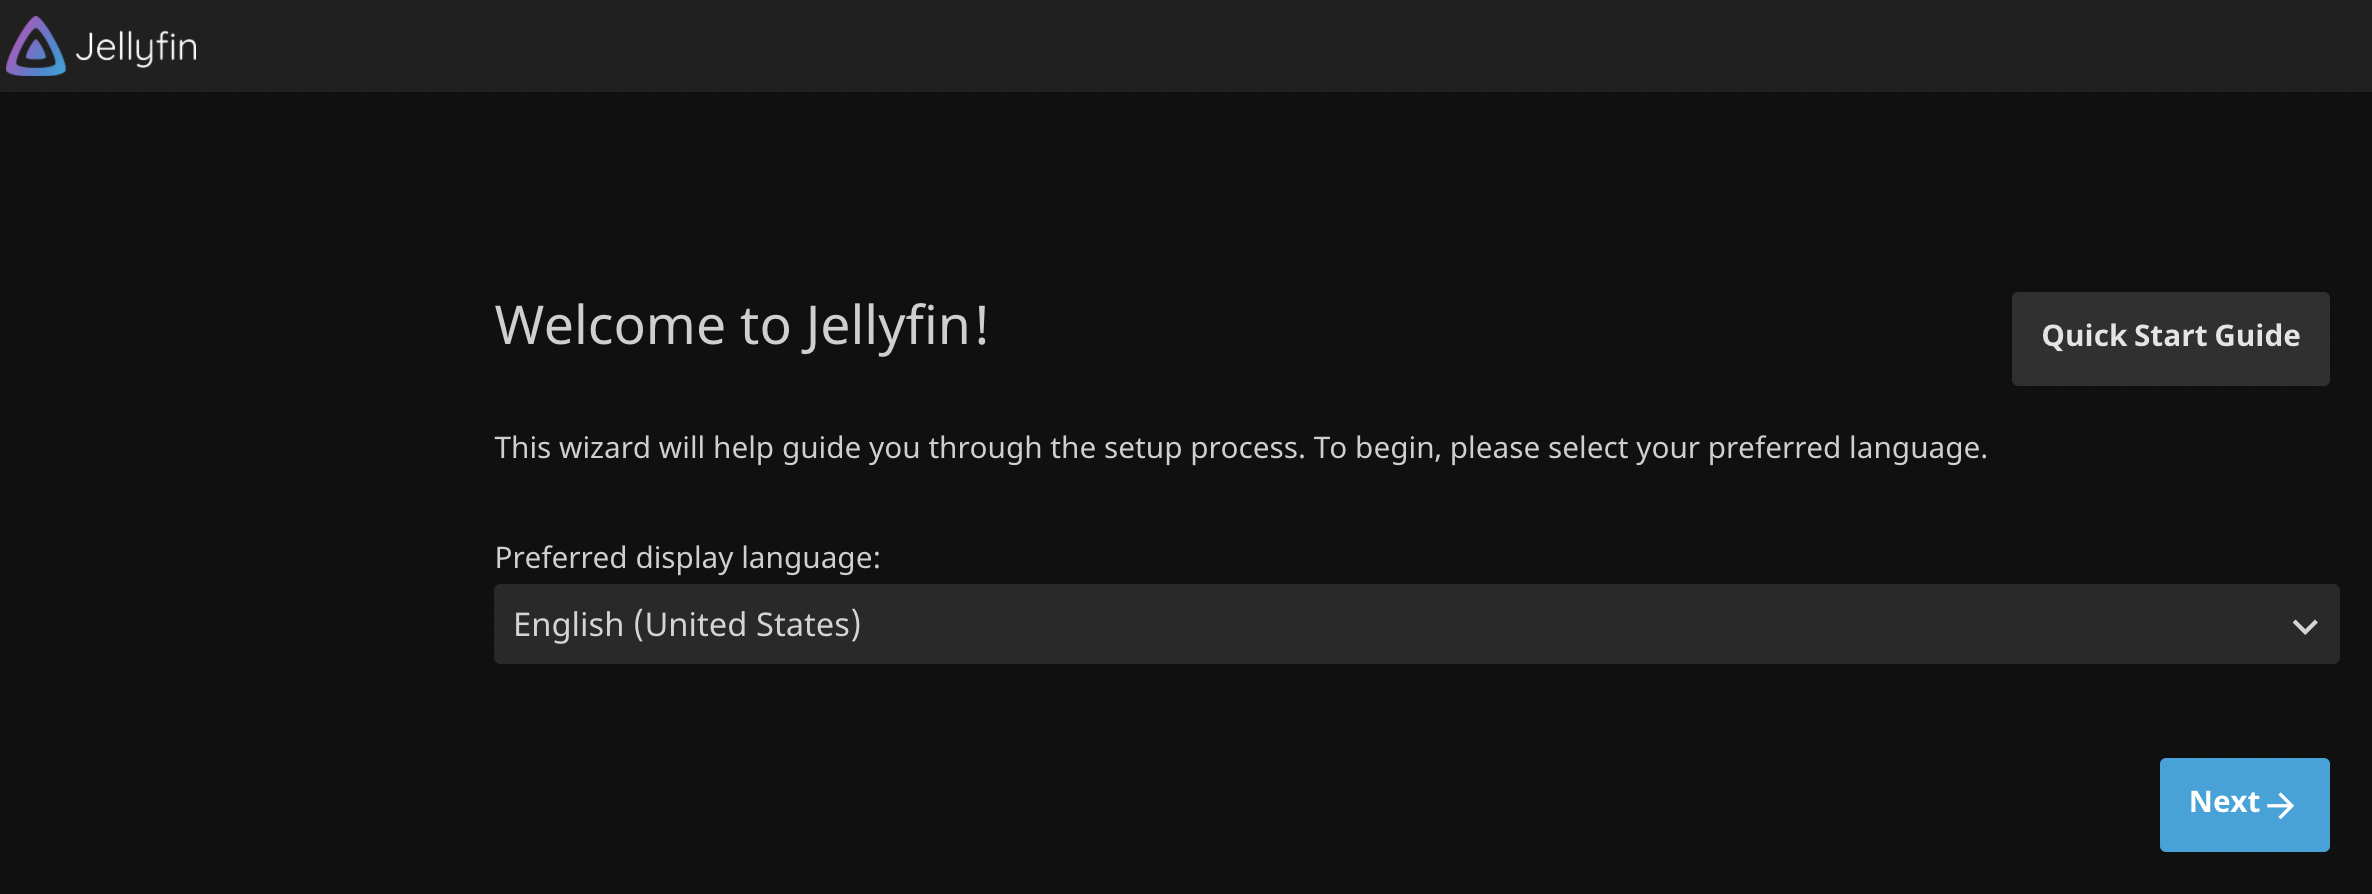 Jellyfin
Welcome to Jellyfin!
Quick Start Guide
This wizard will help guide you through the setup process. To begin, please select your preferred language.
Preferred display language:
English (United States)
Next